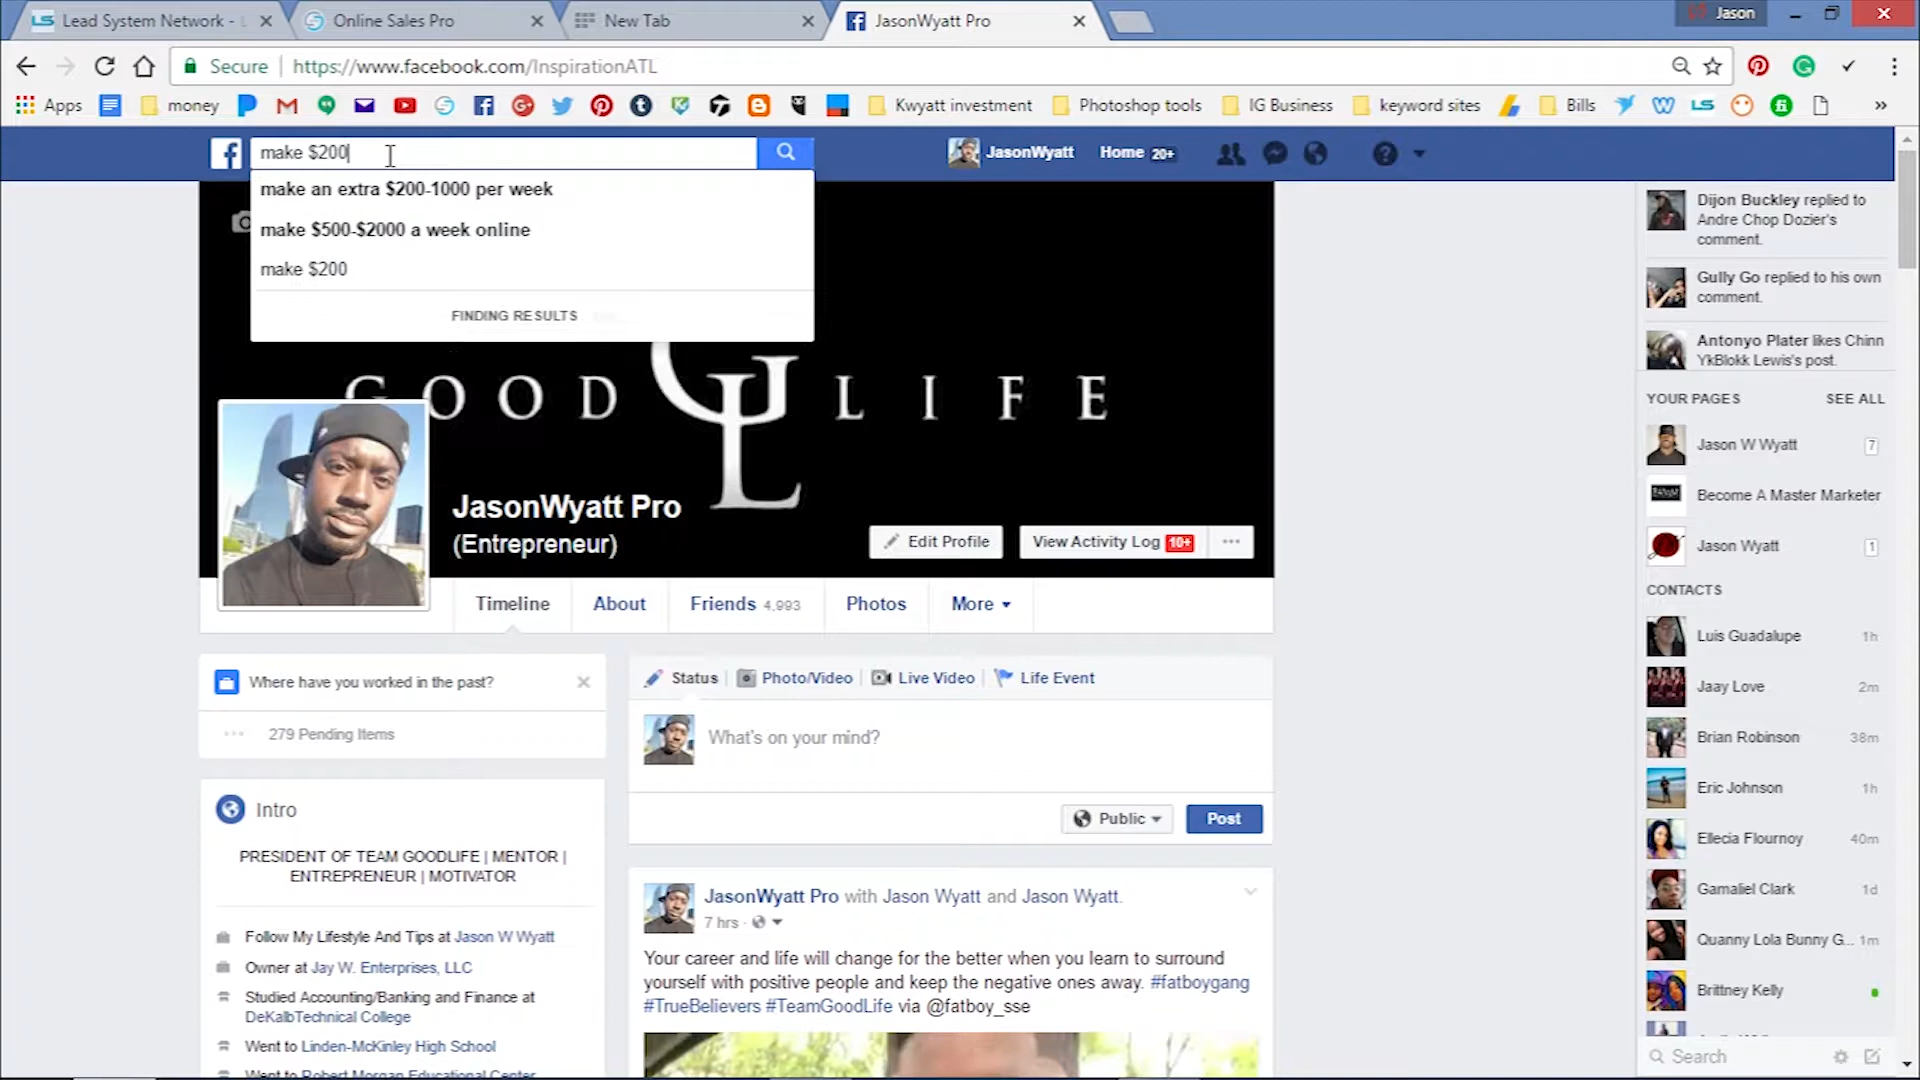 Lead System Network -
Online Sales Pro
New Tab
JasonWyatt Pro
Jason
Secure
https://www.facebook.com/InspirationATL
Apps
money
Kwyatt investment
Photoshop tools
IG Business
keyword sites
Bills
make $200
JasonWyatt
Home 20+
make an extra $200-1000 per week
make $500-$2000 a week online
make $200
FINDING RESULTS
GOOD LIFE
JasonWyatt Pro
(Entrepreneur)
Edit Profile
View Activity Log 10+
Timeline
About
Friends 4,993
Photos
More
Where have you worked in the past?
279 Pending Items
Intro
PRESIDENT OF TEAM GOODLIFE | MENTOR |
ENTREPRENEUR | MOTIVATOR
Follow My Lifestyle And Tips at Jason W Wyatt
Owner at Jay W. Enterprises, LLC
Studied Accounting/Banking and Finance at
DeKalbTechnical College
Went to Linden-McKinley High School
Went to Robert Morgan Educational Center
Status
Photo/Video
Live Video
Life Event
What's on your mind?
Public
Post
JasonWyatt Pro with Jason Wyatt and Jason Wyatt.
7 hrs
Your career and life will change for the better when you learn to surround
yourself with positive people and keep the negative ones away. #fatboygang
#TrueBelievers #TeamGoodLife via @fatboy_sse
Dijon Buckley replied to
Andre Chop Dozier's
comment.
Gully Go replied to his own
comment.
Antonyo Plater likes Chinn
YkBlokk Lewis's post.
YOUR PAGES
SEE ALL
Jason W Wyatt 7
Become A Master Marketer
Jason Wyatt 1
CONTACTS
Luis Guadalupe 1h
Jaay Love 2m
Brian Robinson 38m
Eric Johnson 1h
Ellecia Flournoy 40m
Gamaliel Clark 1d
Quanny Lola Bunny G... 1m
Brittney Kelly
Search